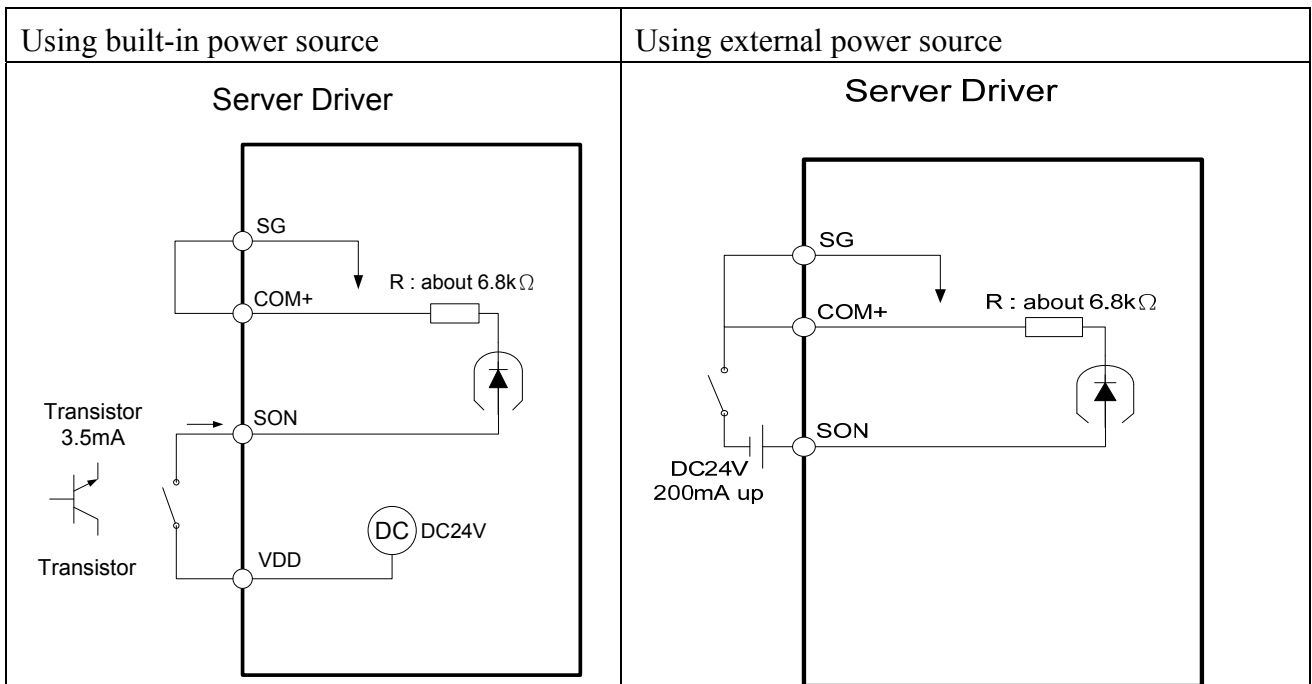 Using built-in power source
Using external power source
Server Driver
SG
R : about 6.8kΩ
COM+
Transistor
3.5mA
SON
DC
DC24V
VDD
Transistor
Server Driver
SG
COM+
R : about 6.8kΩ
SON
DC24V
200mA up